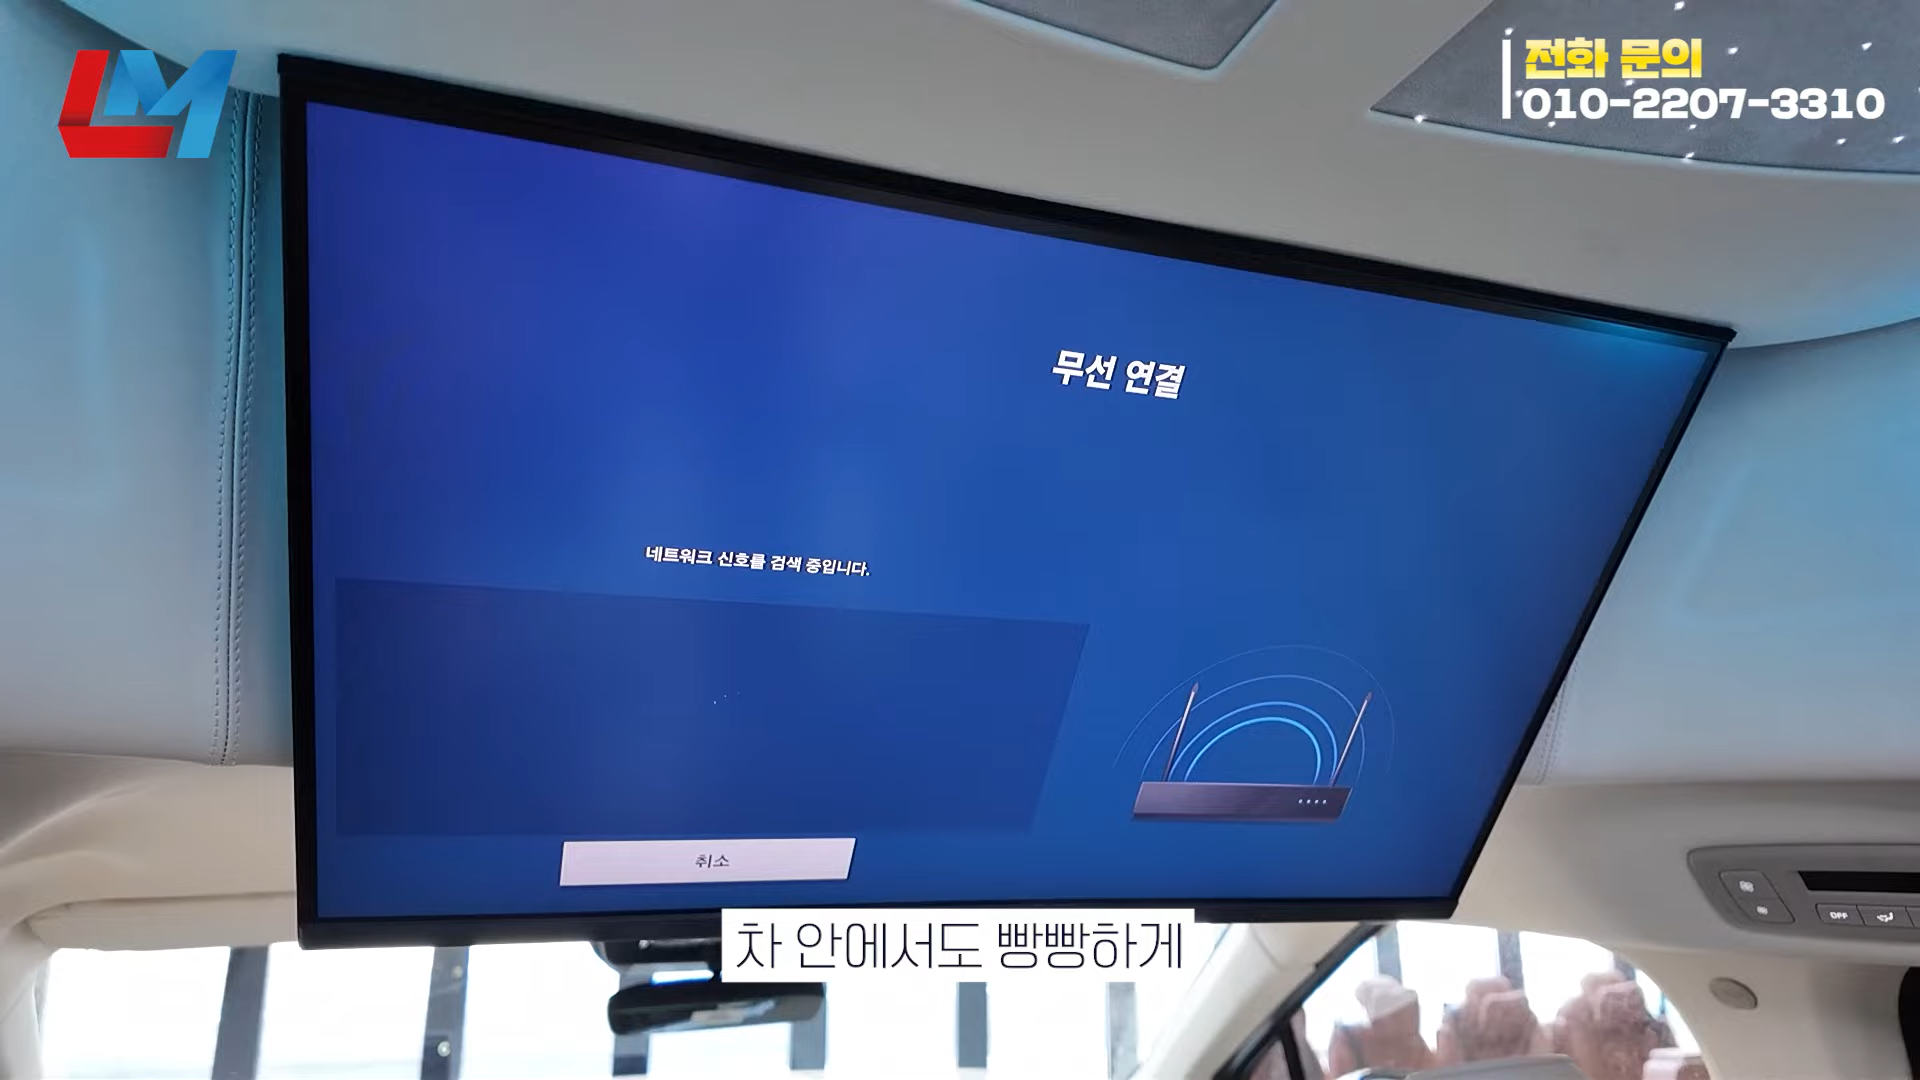 LM
전화 문의
010-2207-3310
무선 연결
네트워크 신호를 검색 중입니다.
취소
OFF
차 안에서도 빵빵하게